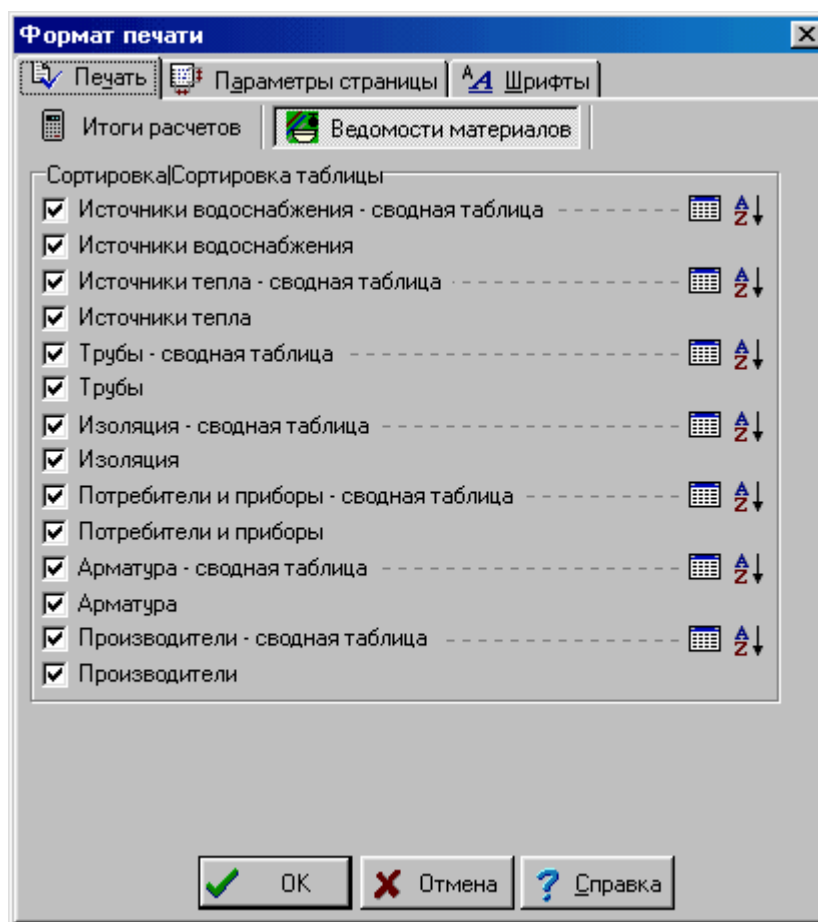 Формат печати
Печать Параметры страницы Шрифты
Итоги расчетов Ведомости материалов
Сортировка|Сортировка таблицы
Источники водоснабжения - сводная таблица
Источники водоснабжения
Источники тепла - сводная таблица
Источники тепла
Трубы - сводная таблица
Трубы
Изоляция - сводная таблица
Изоляция
Потребители и приборы - сводная таблица
Потребители и приборы
Арматура - сводная таблица
Арматура
Производители - сводная таблица
Производители
OK Отмена Справка